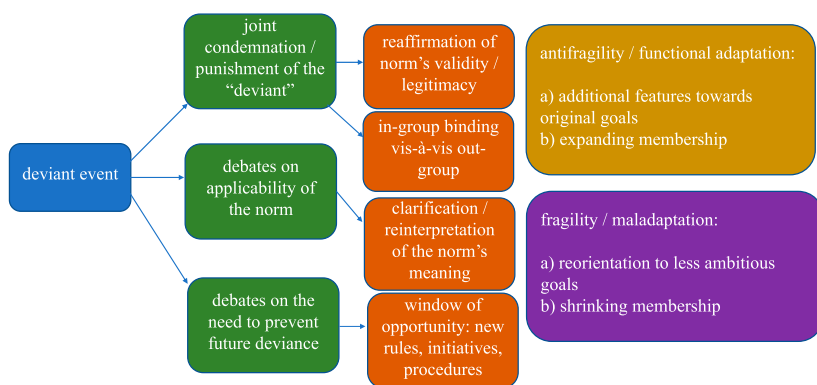 deviant event
joint
condemnation /
punishment of the
“deviant”
debates on
applicability of
the norm
debates on the
need to prevent
future deviance
reaffirmation of
norm’s validity /
legitimacy
in-group binding
vis-à-vis out-
group
clarification /
reinterpretation
of the norm’s
meaning
window of
opportunity: new
rules, initiatives,
procedures
antifragility / functional adaptation:
a) additional features towards
original goals
b) expanding membership
fragility / maladaptation:
a) reorientation to less ambitious
goals
b) shrinking membership